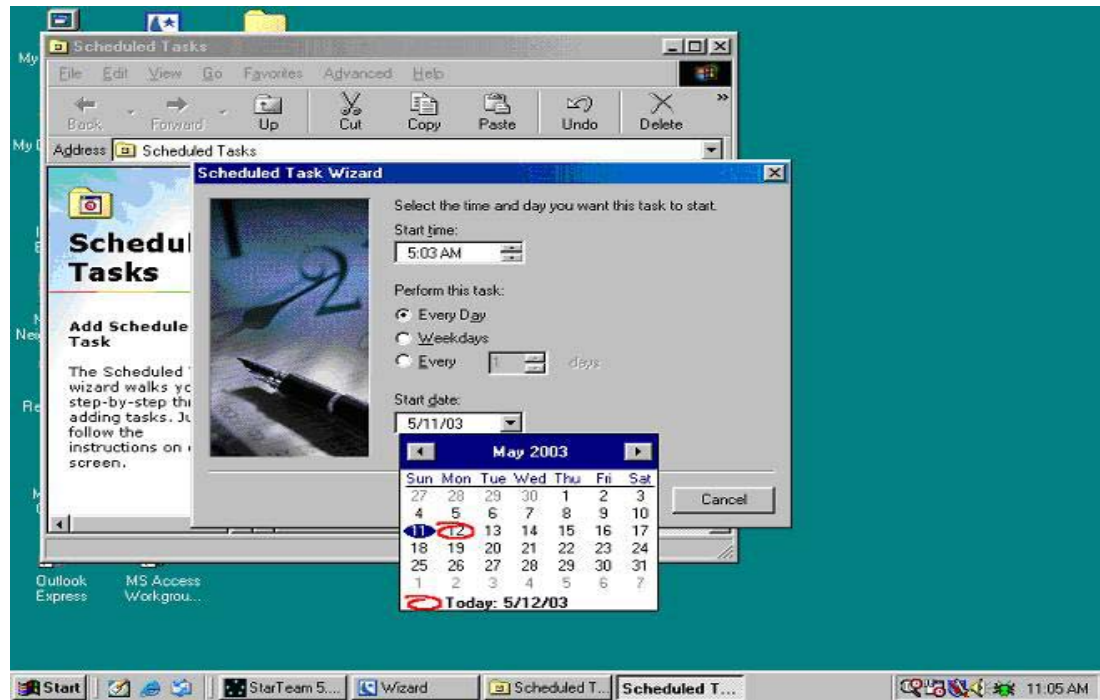 Scheduled Tasks
File Edit View Go Favorites Advanced Help
Back Forward Up Cut Copy Paste Undo Delete »
Address Scheduled Tasks
My
My
Scheduled Task Wizard
Select the time and day you want this task to start.
Start time:
5:03 AM
Perform this task:
Every Day
Weekdays
Every 1 days
Start date:
5/11/03
May 2003
Sun Mon Tue Wed Thu Fri Sat
27 28 29 30 1 2 3
4 5 6 7 8 9 10
11 12 13 14 15 16 17
18 19 20 21 22 23 24
25 26 27 28 29 30 31
1 2 3 4 5 6 7
Today: 5/12/03
Cancel
Schedul
Tasks
Add Schedule
Task
The Scheduled
wizard walks yo
step-by-step thr
adding tasks. Ju
follow the
instructions on
screen.
Outlook
Express
MS Access
Workgrou...
Start
StarTeam 5....
Wizard
Scheduled T...
Scheduled T...
11:05 AM